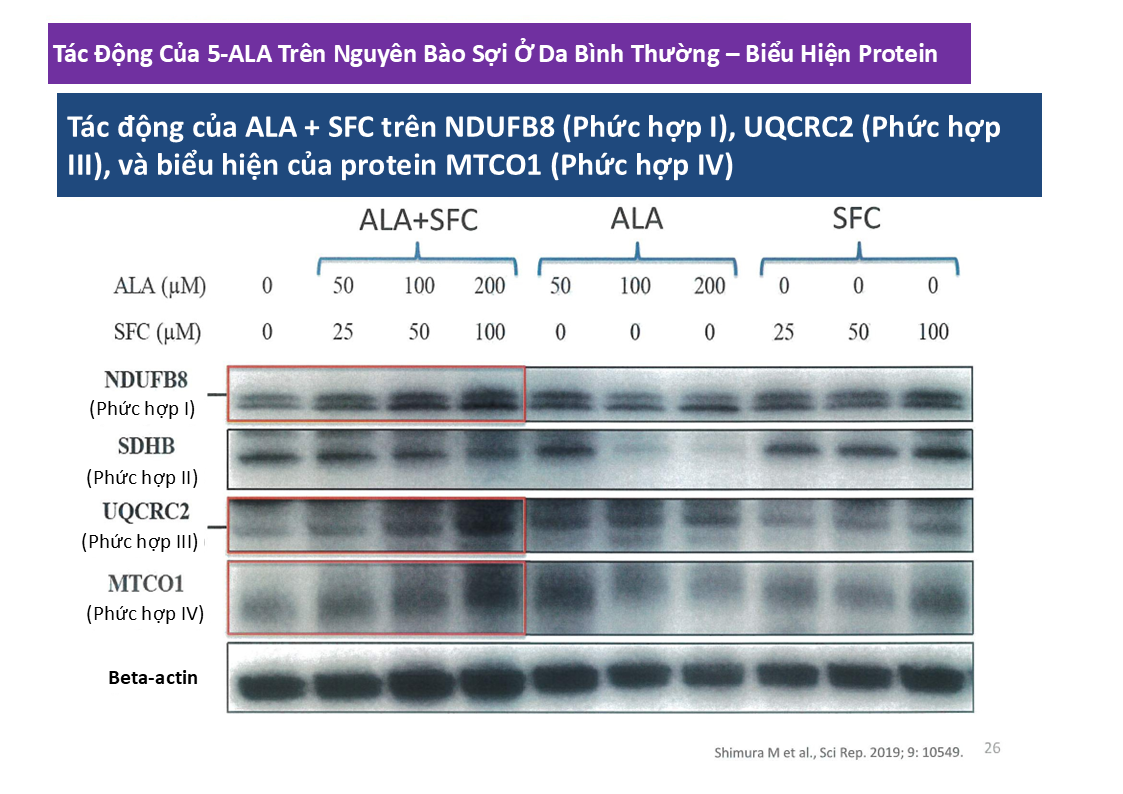 Tác Động Của 5-ALA Trên Nguyên Bào Sợi Ở Da Bình Thường – Biểu Hiện Protein
Tác động của ALA + SFC trên NDUFB8 (Phức hợp I), UQCRC2 (Phức hợp
III), và biểu hiện của protein MTCO1 (Phức hợp IV)
ALA+SFC ALA SFC
ALA (µM) 0 50 100 200 50 100 200 0 0 0
SFC (µM) 0 25 50 100 0 0 0 25 50 100
NDUFB8
(Phức hợp I)
SDHB
(Phức hợp II)
UQCRC2
(Phức hợp III)
MTCO1
(Phức hợp IV)
Beta-actin
Shimura M et al., Sci Rep. 2019; 9: 10549.
26